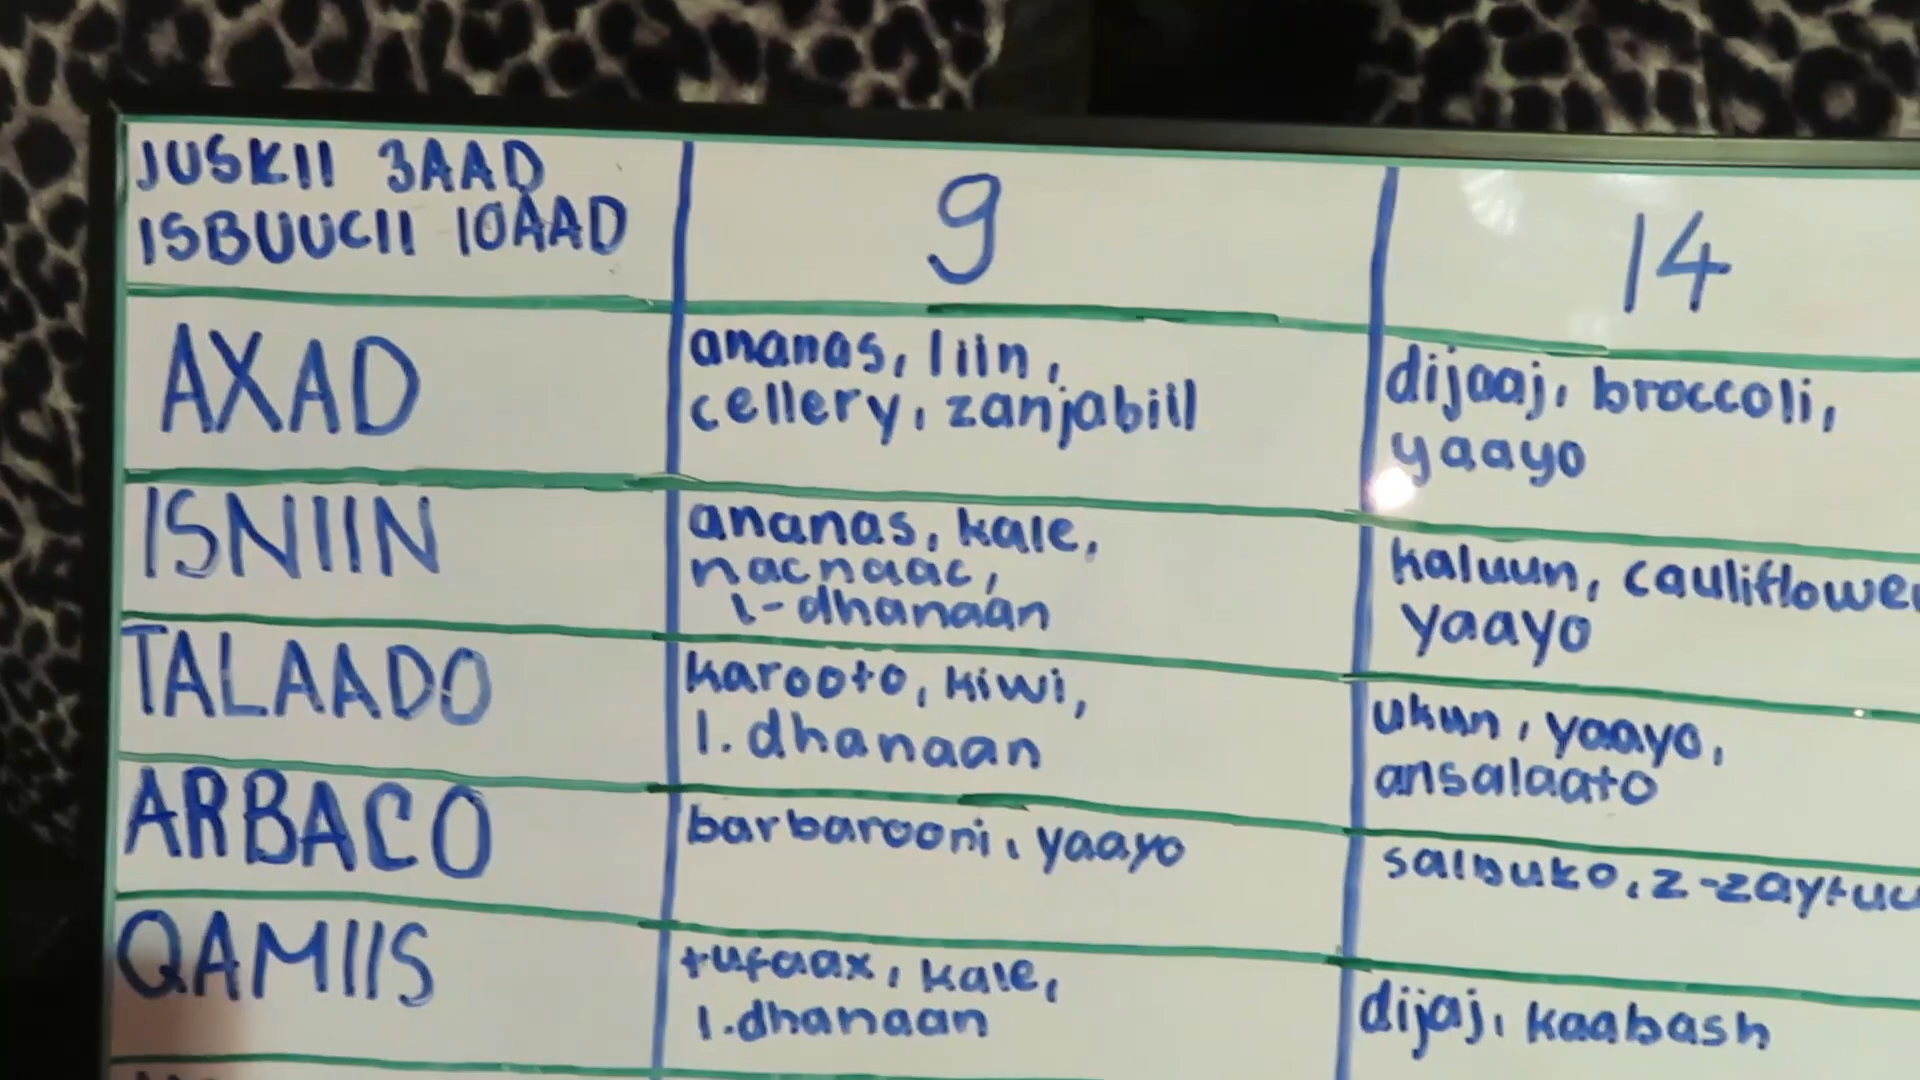 JUSKII 3AAD
ISBUUCII 10AAD
9
14
AXAD
ananas, liin,
cellery, zanjabiil
dijaaj, broccoli,
yaayo
ISNIIN
ananas, kale,
nacnaac,
l-dhanaan
kaluun, cauliflower
yaayo
TALAADO
karooto, kiwi,
l.dhanaan
ukun, yaayo,
ansalaato
ARBACO
barbarooni, yaayo
salbuko, z-zaytuu
QAMIIS
tufaax, kale,
l.dhanaan
dijaj, kaabash